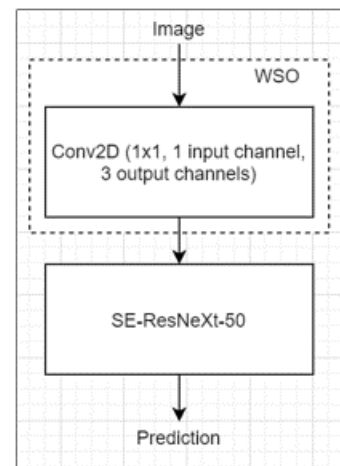 Image
WSO
Conv2D (1x1, 1 input channel,
3 output channels)
SE-ResNeXt-50
Prediction